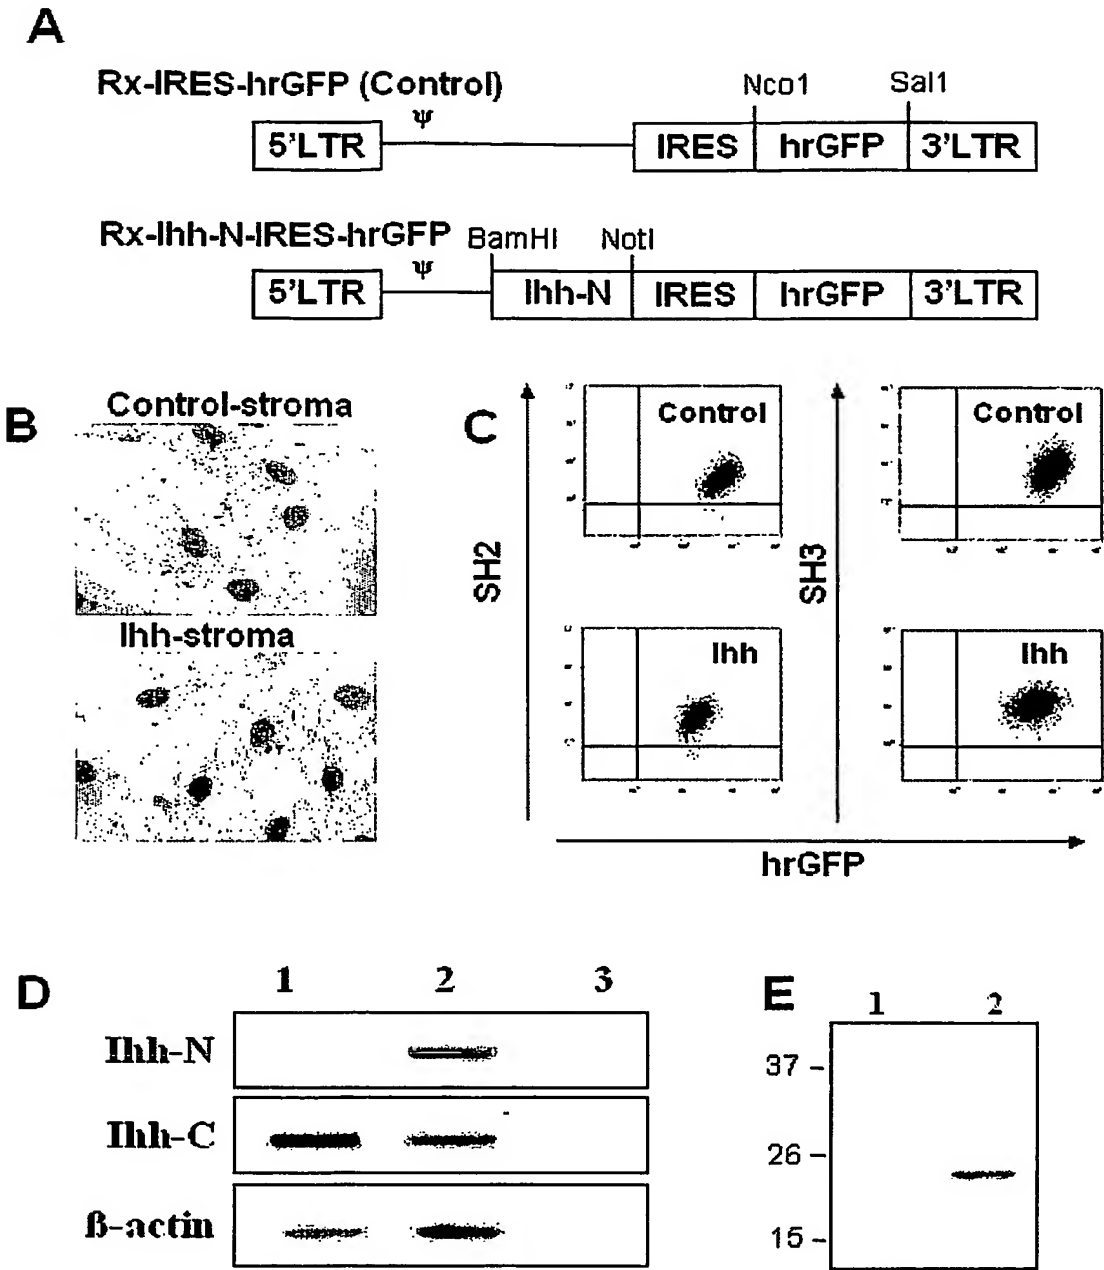 A
Rx-IRES-hrGFP (Control)
Nco1 Sal1
ψ
5'LTR IRES hrGFP 3'LTR
Rx-Ihh-N-IRES-hrGFP BamHI NotI
ψ
5'LTR Ihh-N IRES hrGFP 3'LTR
B
Control-stroma
Ihh-stroma
C
SH2
Control
Ihh
SH3
Control
Ihh
hrGFP
D
1 2 3
Ihh-N
Ihh-C
ß-actin
E
1 2
37
26
15